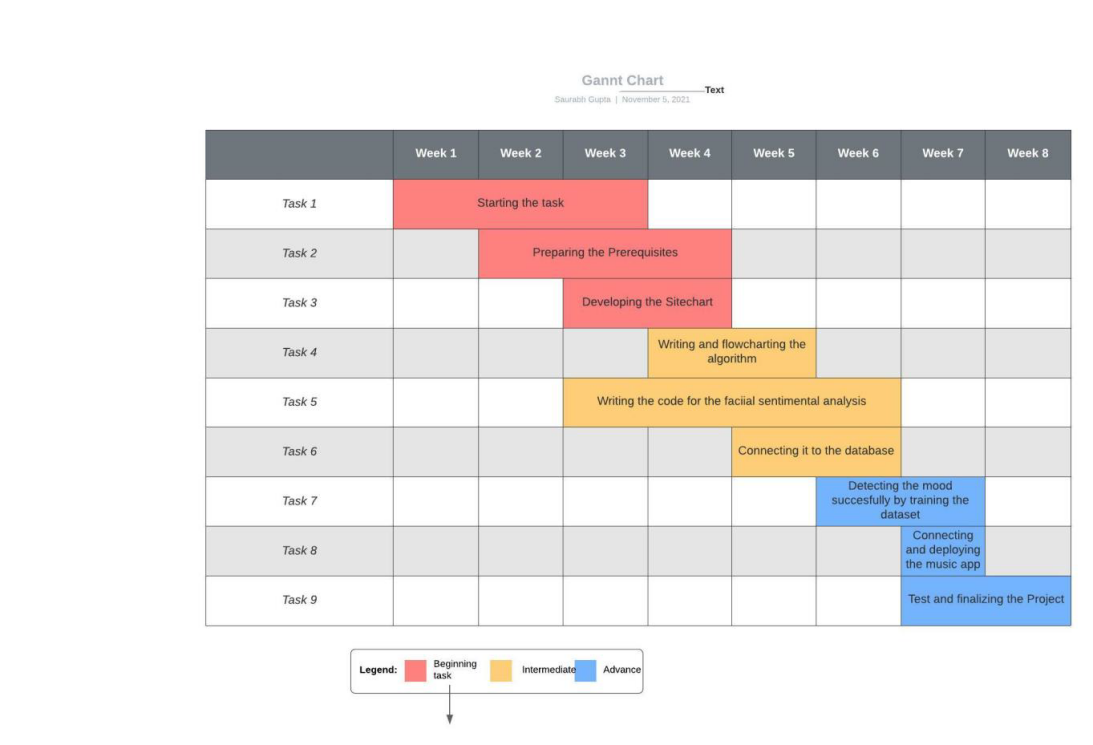 Gannt Chart
Text
Saurabh Gupta | November 5, 2021
Week 1 Week 2 Week 3 Week 4 Week 5 Week 6 Week 7 Week 8
Task 1 Starting the task
Task 2 Preparing the Prerequisites
Task 3 Developing the Sitechart
Task 4 Writing and flowcharting the
algorithm
Task 5 Writing the code for the faciial sentimental analysis
Task 6 Connecting it to the database
Task 7 Detecting the mood
succesfully by training the
dataset
Task 8 Connecting
and deploying
the music app
Task 9 Test and finalizing the Project
Legend: Beginning
task
Intermediate
Advance